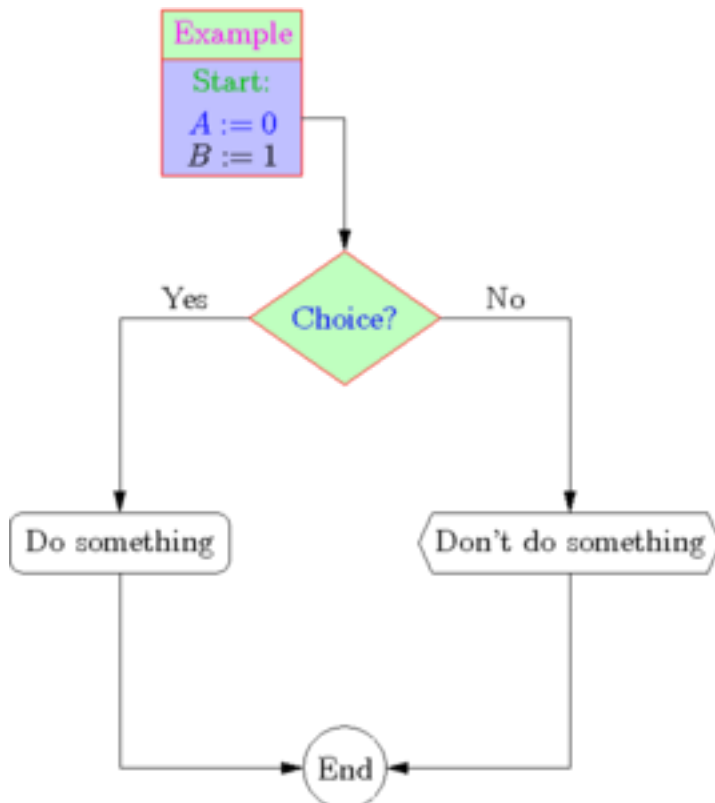 Example
Start:
A := 0
B := 1
Yes
No
Choice?
Do something
Don't do something
End